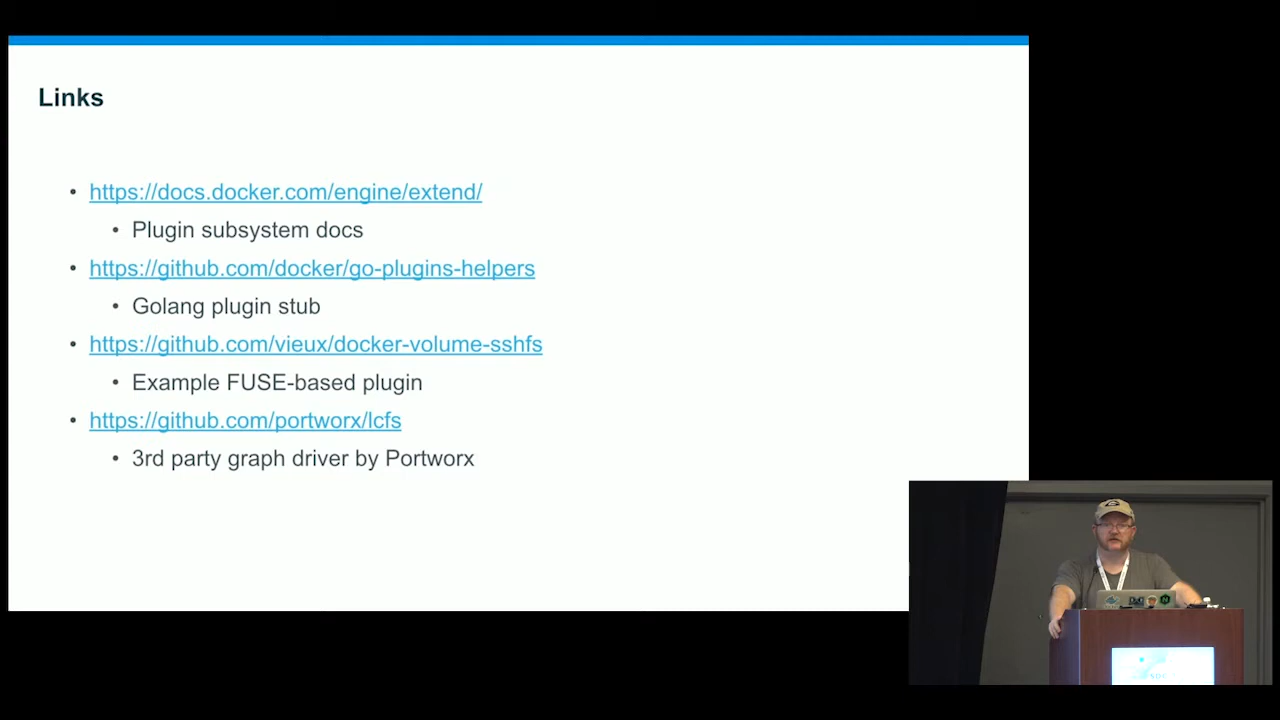 Links
• https://docs.docker.com/engine/extend/
• Plugin subsystem docs
• https://github.com/docker/go-plugins-helpers
• Golang plugin stub
• https://github.com/vieux/docker-volume-sshfs
• Example FUSE-based plugin
• https://github.com/portworx/lcfs
• 3rd party graph driver by Portworx